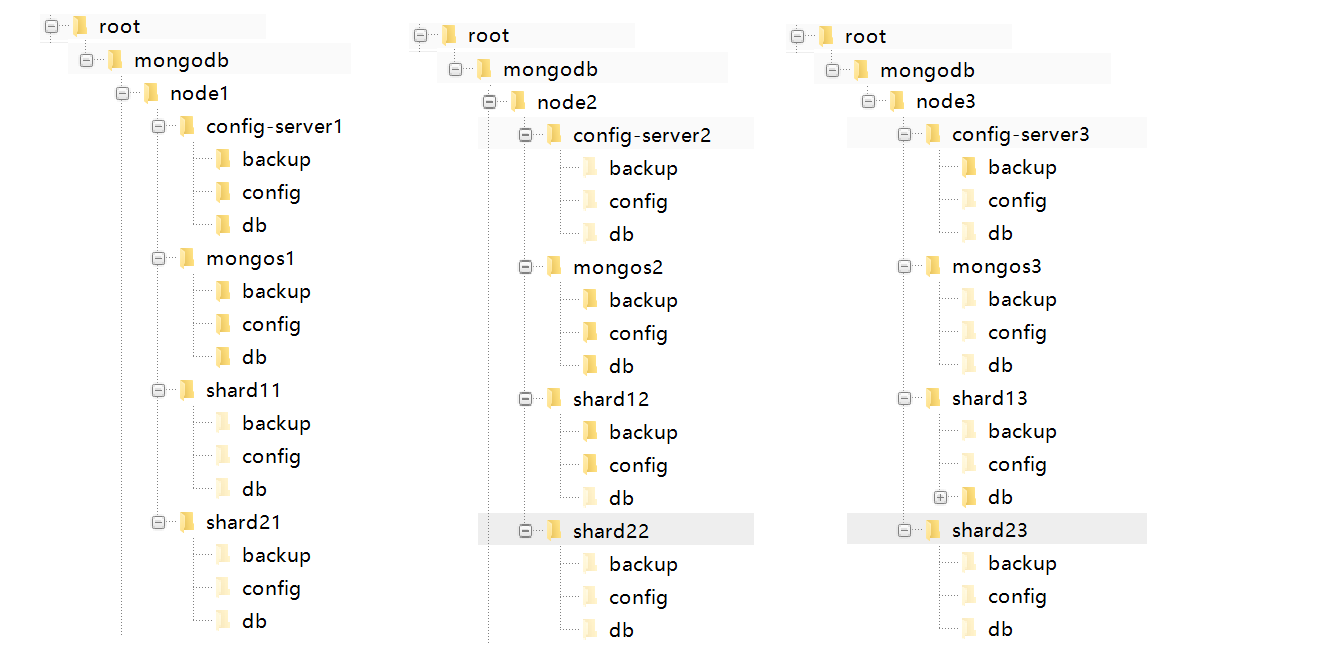 root
mongodb
node1
config-server1
backup
config
db
mongos1
backup
config
db
shard11
backup
config
db
shard21
backup
config
db
root
mongodb
node2
config-server2
backup
config
db
mongos2
backup
config
db
shard12
backup
config
db
shard22
backup
config
db
root
mongodb
node3
config-server3
backup
config
db
mongos3
backup
config
db
shard13
backup
config
db
shard23
backup
config
db